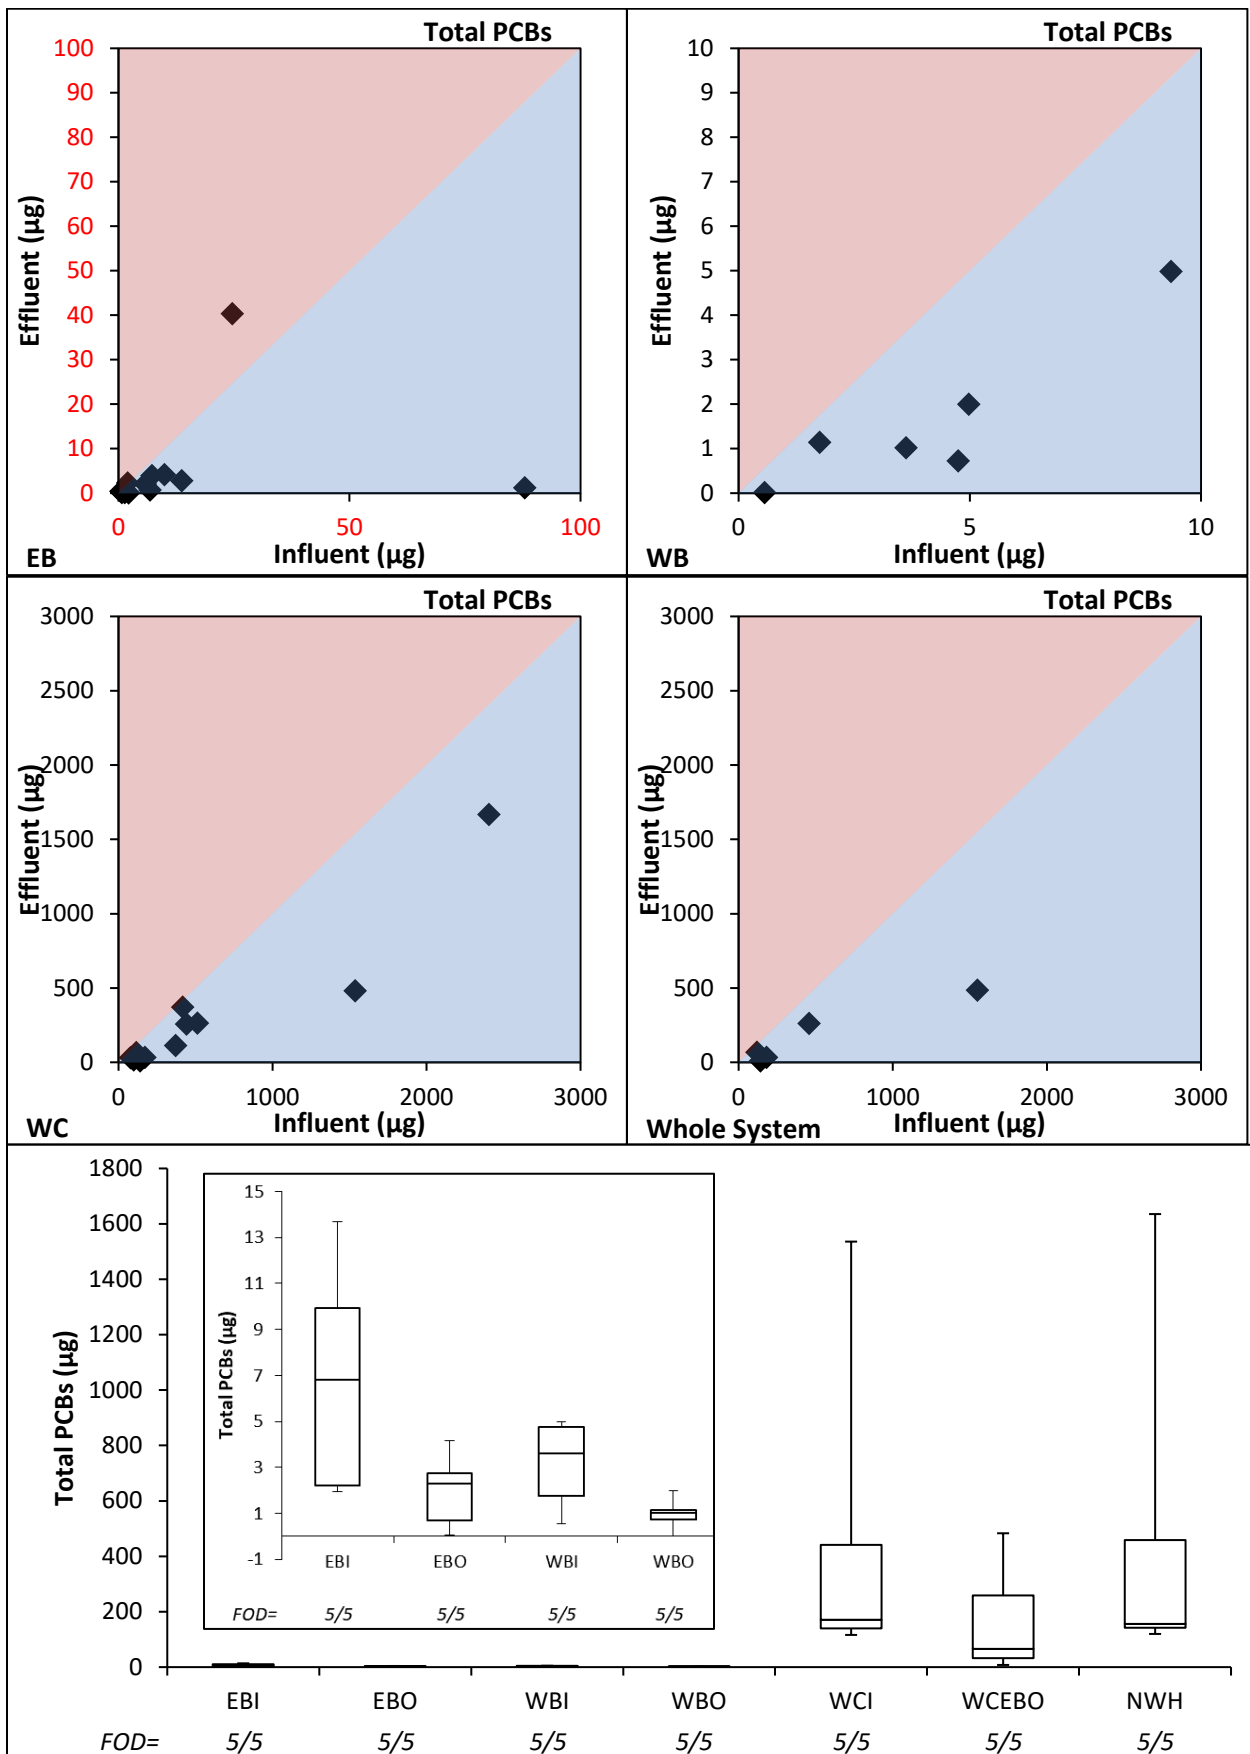 Total PCBs
100
90
80
70
60
50
40
30
20
10
0
Effluent (µg)
0 50 100
Influent (µg)
EB
Total PCBs
10
9
8
7
6
5
4
3
2
1
0
Effluent (µg)
0 5 10
Influent (µg)
WB
Total PCBs
3000
2500
2000
1500
1000
500
0
Effluent (µg)
0 1000 2000 3000
Influent (µg)
WC
Total PCBs
3000
2500
2000
1500
1000
500
0
Effluent (µg)
0 1000 2000 3000
Influent (µg)
Whole System
1800
1600
1400
1200
1000
800
600
400
200
0
Total PCBs (µg)
15
13
11
9
7
5
3
1
-1
Total PCBs (µg)
EBI EBO WBI WBO
FOD= 5/5 5/5 5/5 5/5
EBI EBO WBI WBO WCI WCEBO NWH
FOD= 5/5 5/5 5/5 5/5 5/5 5/5 5/5